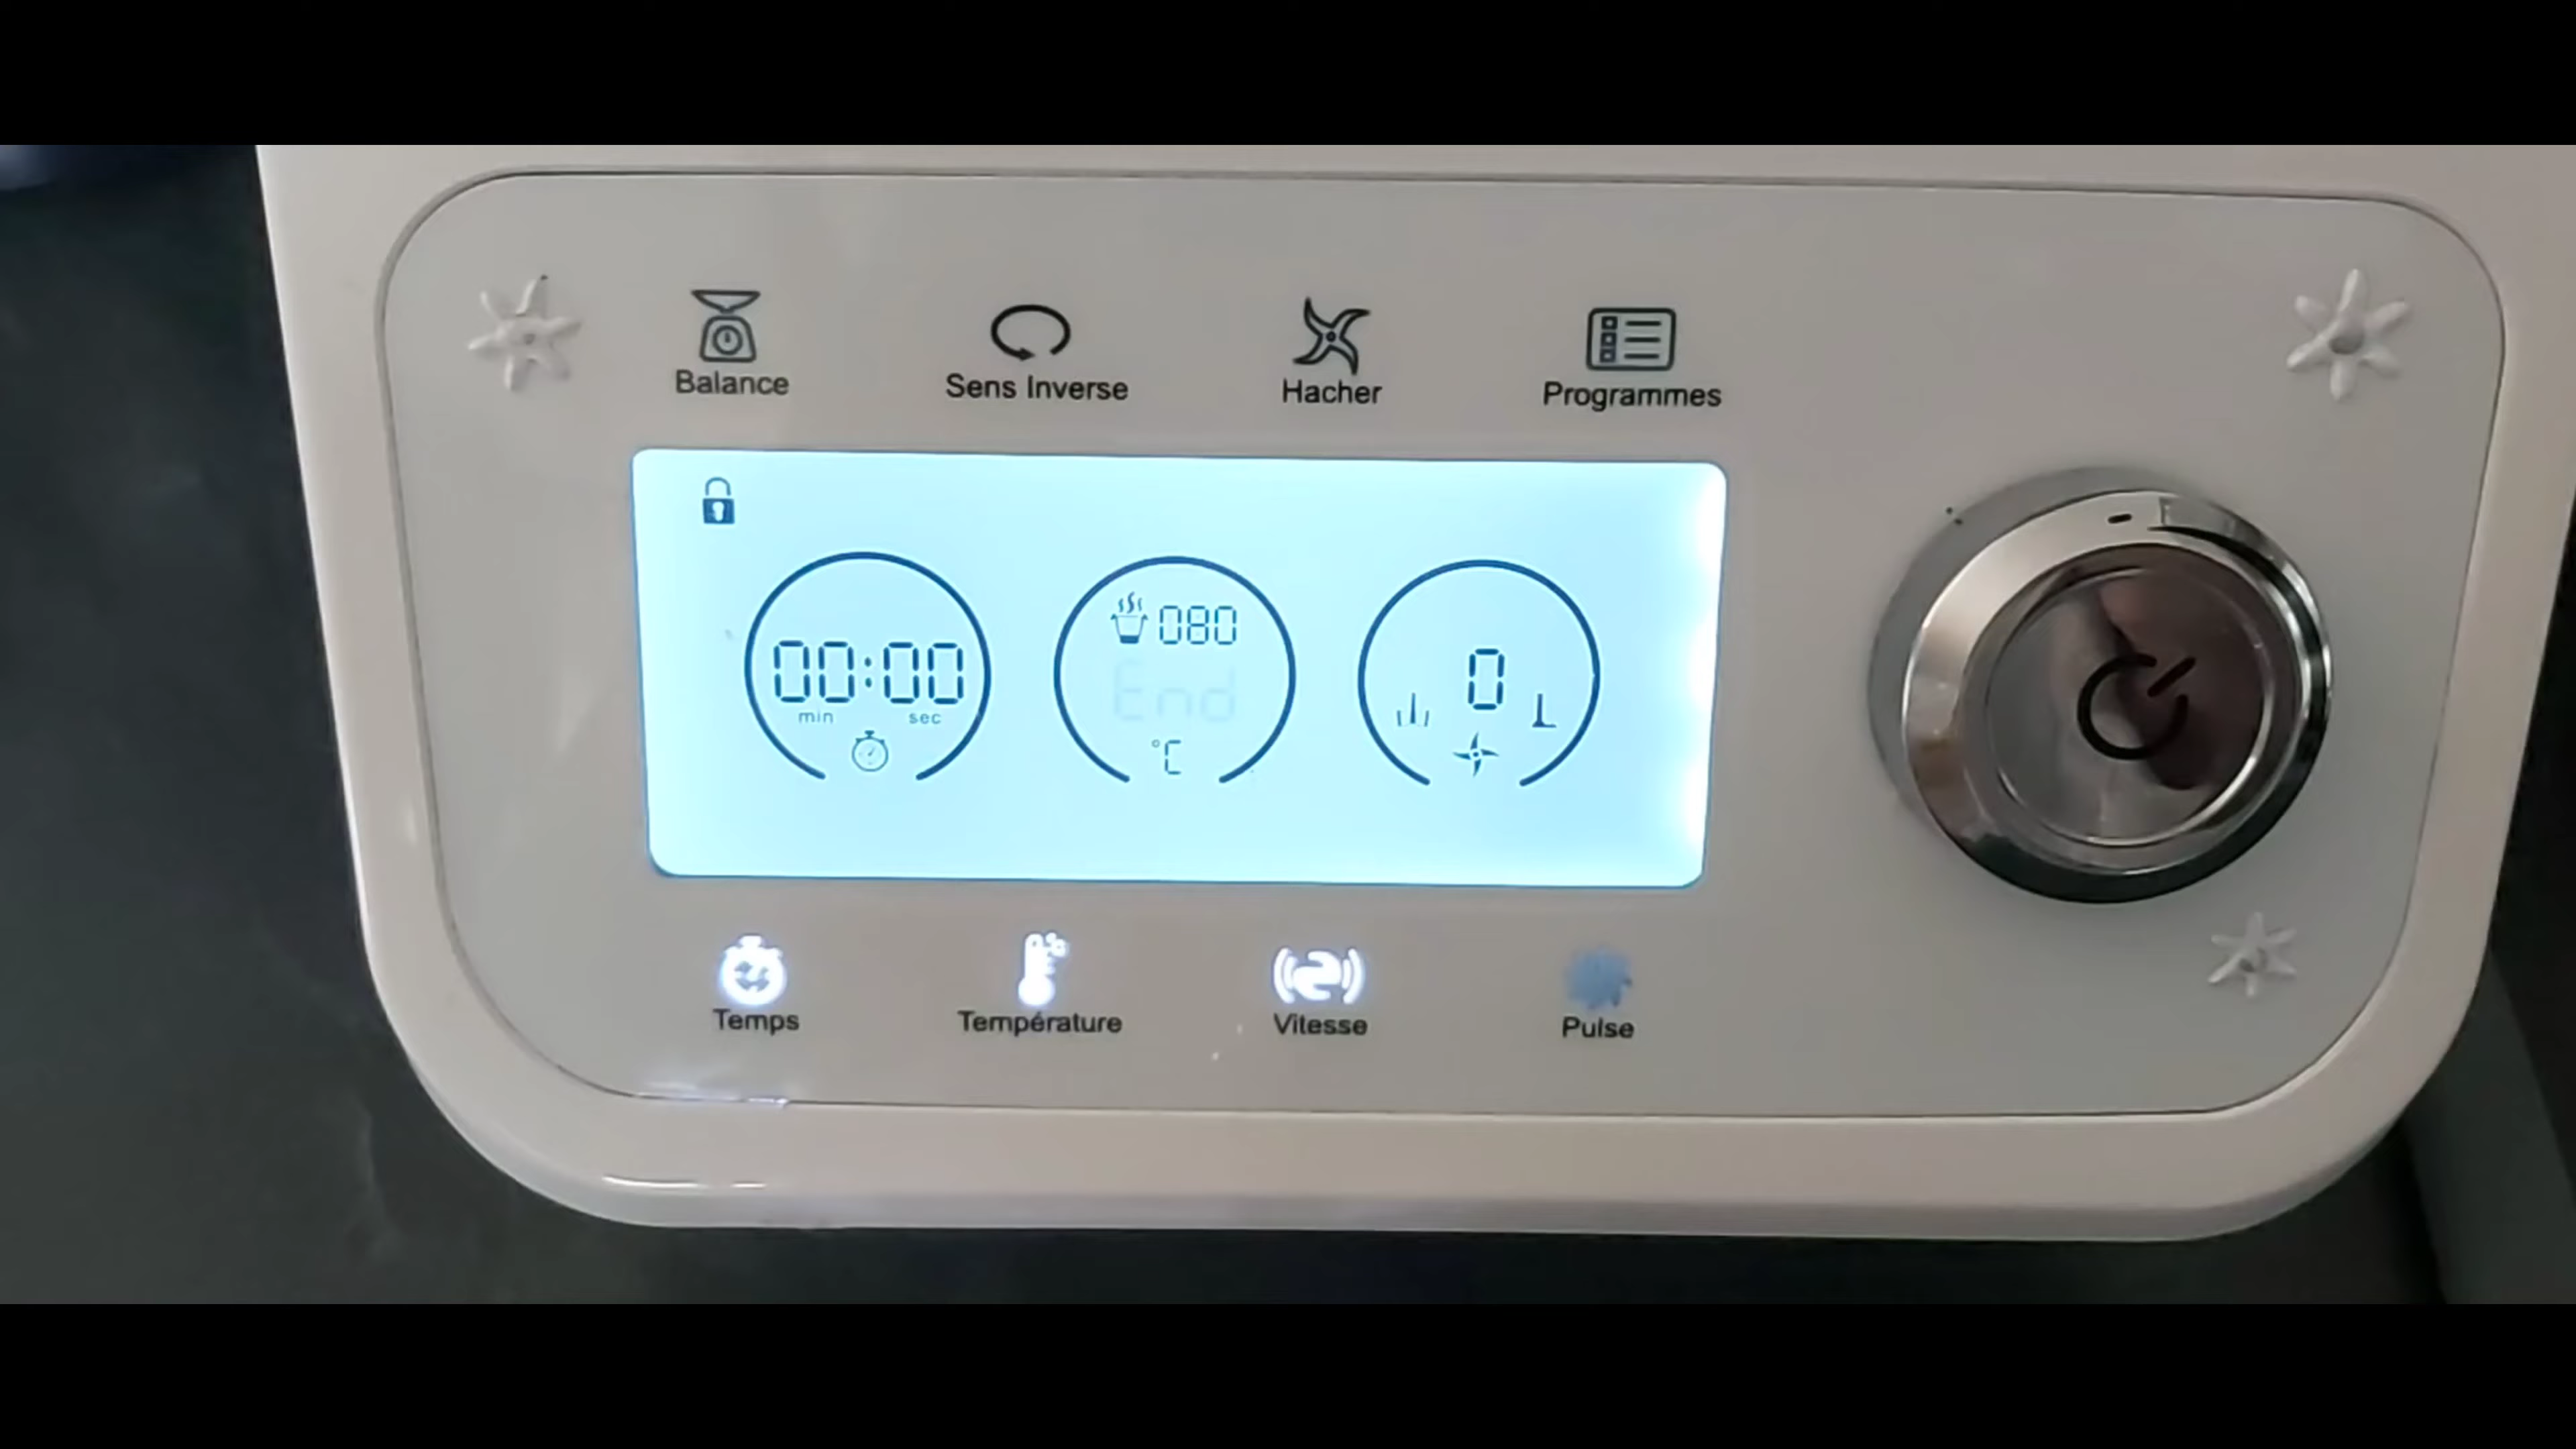 Balance
Sens Inverse
Hacher
Programmes
080
00:00
End
0
min
sec
°C
Temps
Température
Vitesse
Pulse